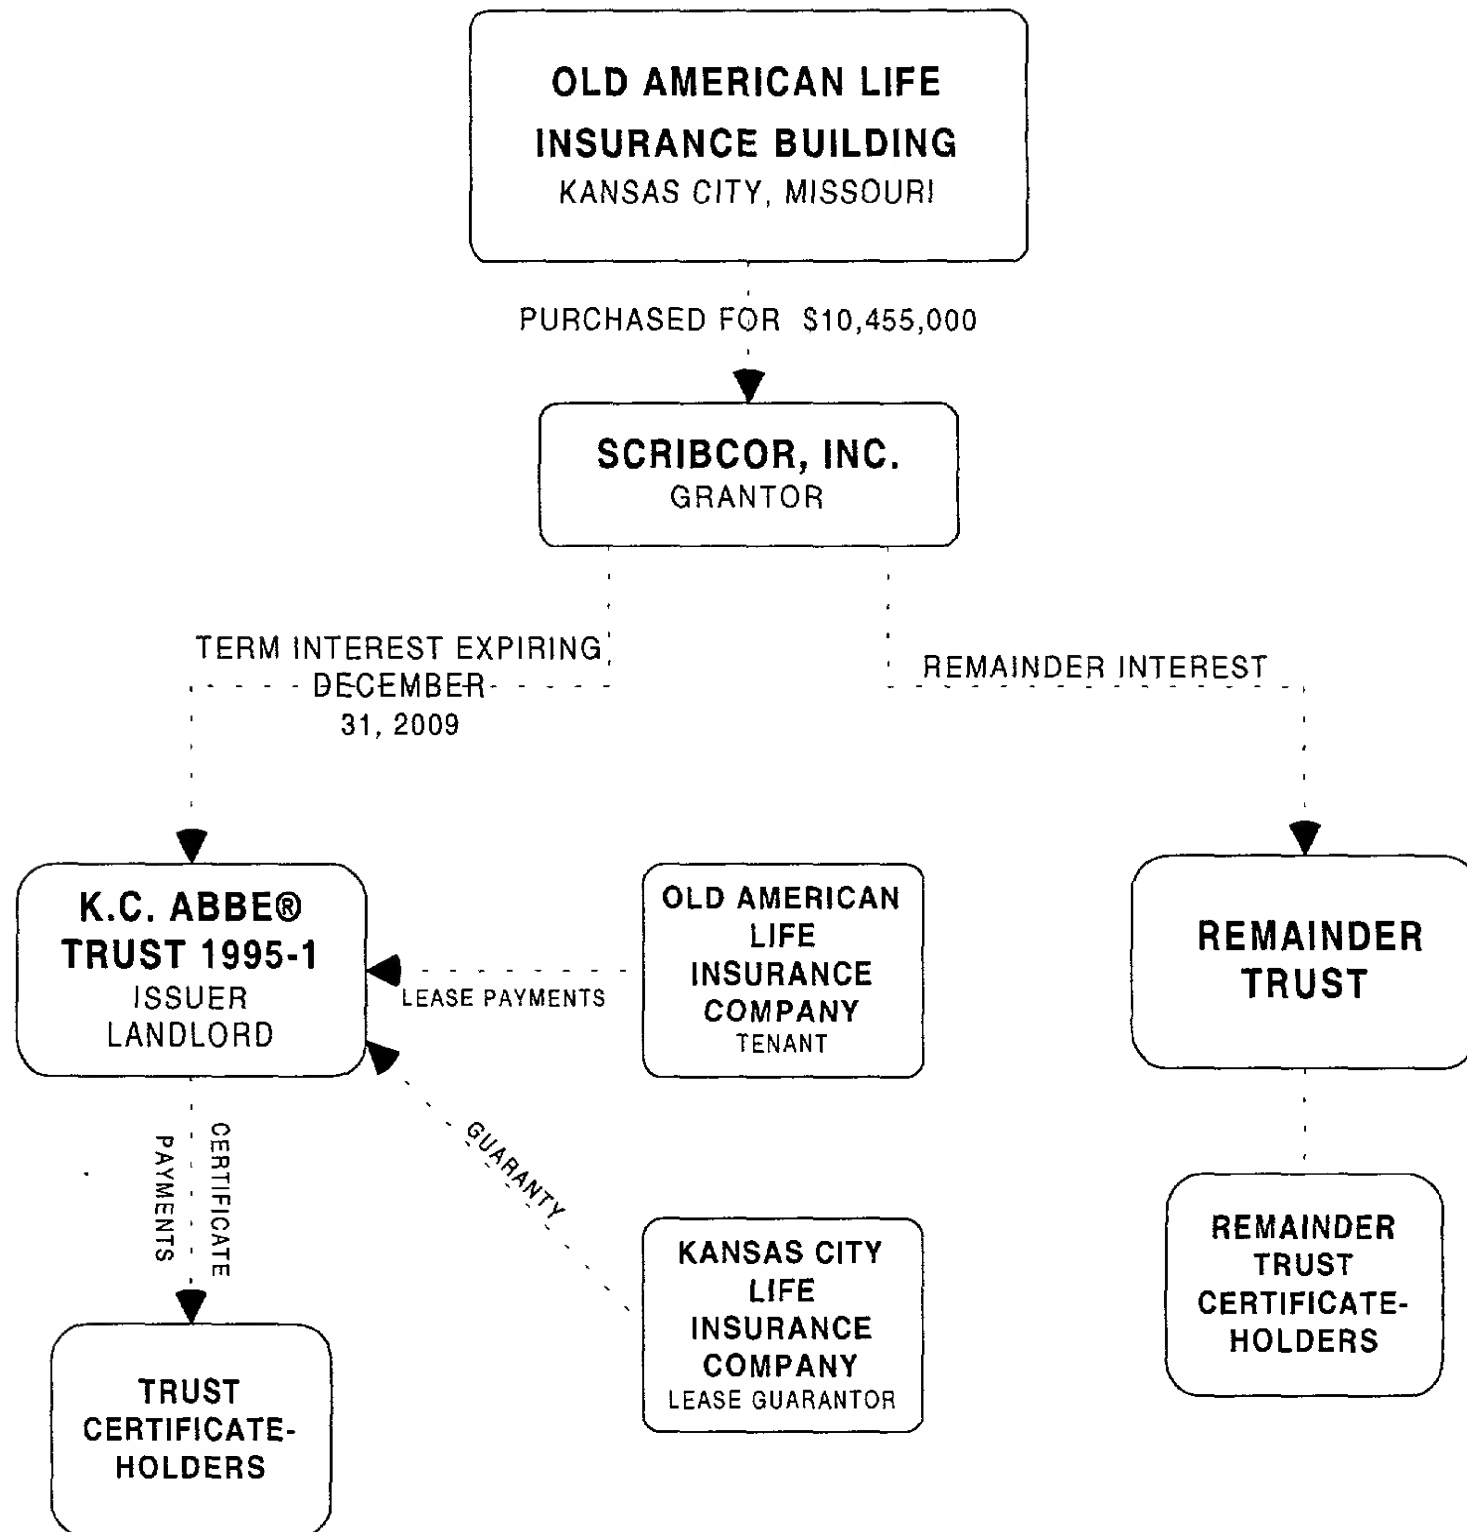 OLD AMERICAN LIFE
INSURANCE BUILDING
KANSAS CITY, MISSOURI
PURCHASED FOR $10,455,000
SCRIBCOR, INC.
GRANTOR
TERM INTEREST EXPIRING
DECEMBER
31, 2009
REMAINDER INTEREST
K.C. ABBE®
TRUST 1995-1
ISSUER
LANDLORD
LEASE PAYMENTS
OLD AMERICAN
LIFE
INSURANCE
COMPANY
TENANT
REMAINDER
TRUST
CERTIFICATE
PAYMENTS
GUARANTY
KANSAS CITY
LIFE
INSURANCE
COMPANY
LEASE GUARANTOR
REMAINDER
TRUST
CERTIFICATE-
HOLDERS
TRUST
CERTIFICATE-
HOLDERS